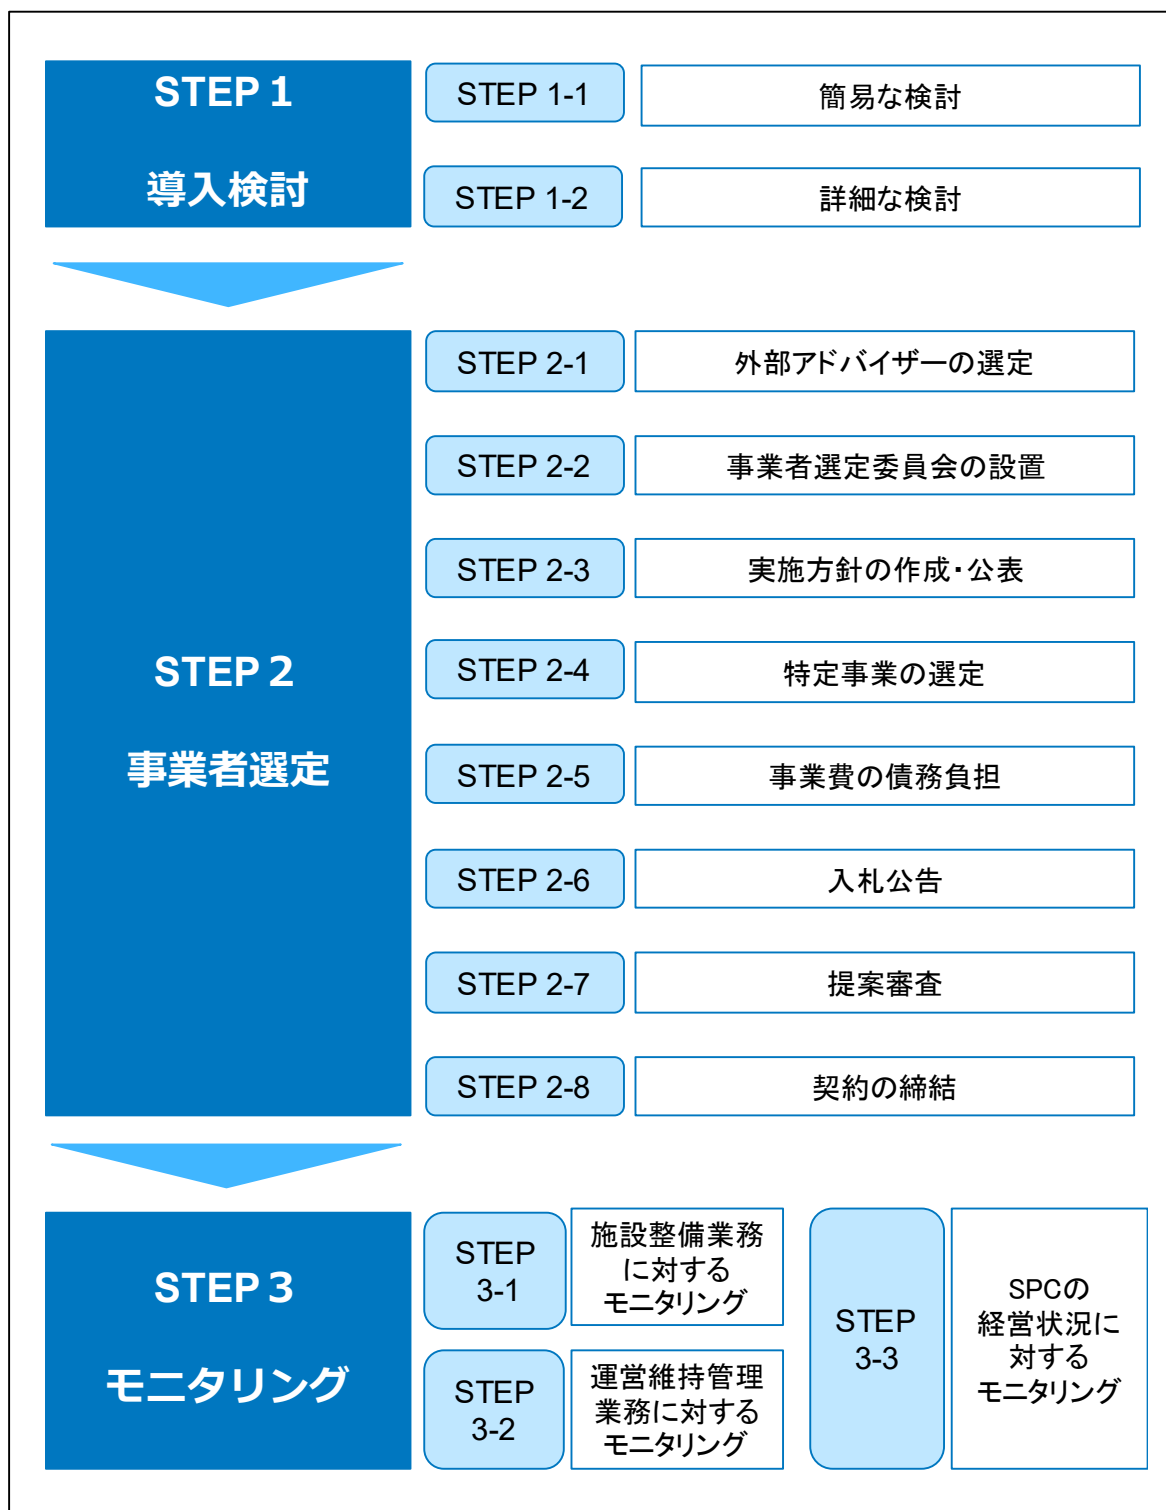 STEP 1
導入検討
STEP 1-1
簡易な検討
STEP 1-2
詳細な検討
STEP 2
事業者選定
STEP 2-1
外部アドバイザーの選定
STEP 2-2
事業者選定委員会の設置
STEP 2-3
実施方針の作成・公表
STEP 2-4
特定事業の選定
STEP 2-5
事業費の債務負担
STEP 2-6
入札公告
STEP 2-7
提案審査
STEP 2-8
契約の締結
STEP 3
モニタリング
STEP
3-1
施設整備業務
に対する
モニタリング
STEP
3-2
運営維持管理
業務に対する
モニタリング
STEP
3-3
SPCの
経営状況に
対する
モニタリング